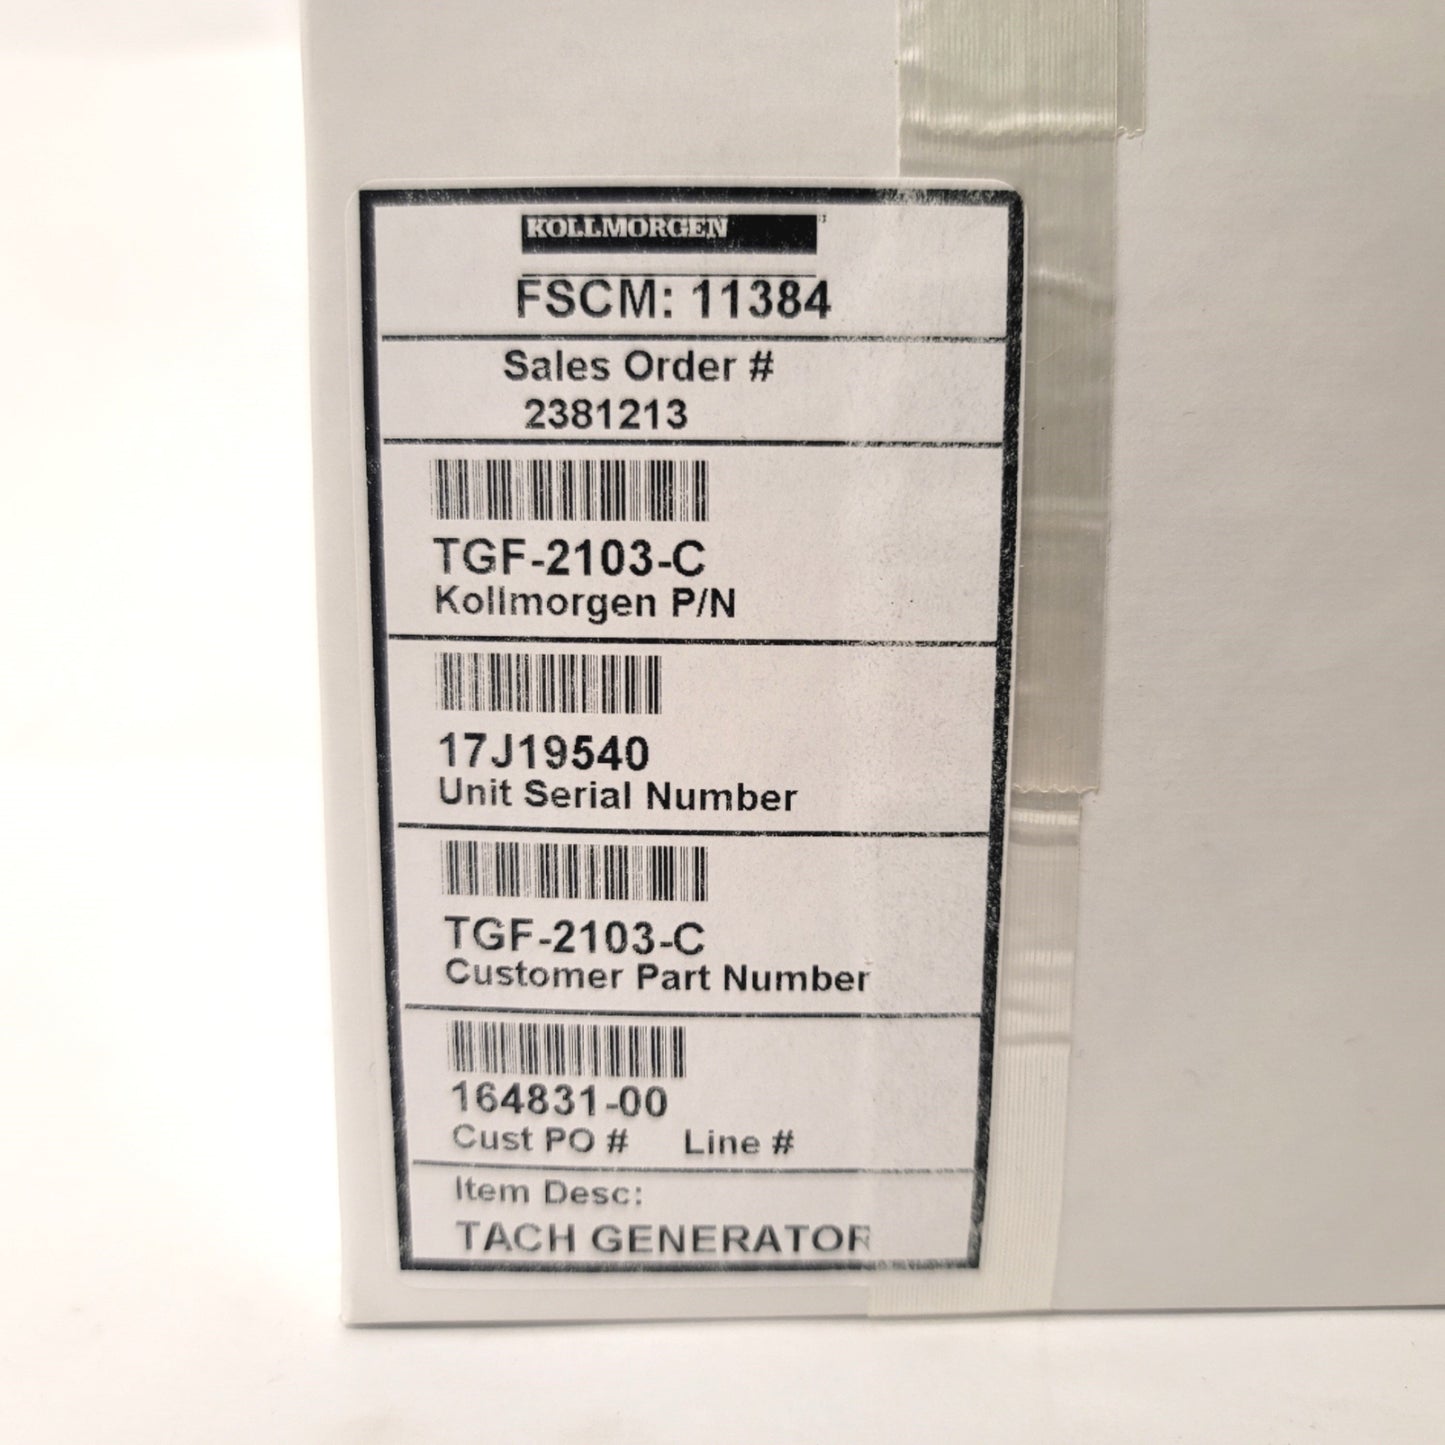 KOLLMORGEN
FSCM: 11384
Sales Order #
2381213
TGF-2103-C
Kollmorgen P/N
17J19540
Unit Serial Number
TGF-2103-C
Customer Part Number
164831-00
Cust PO # Line #
Item Desc:
TACH GENERATOR